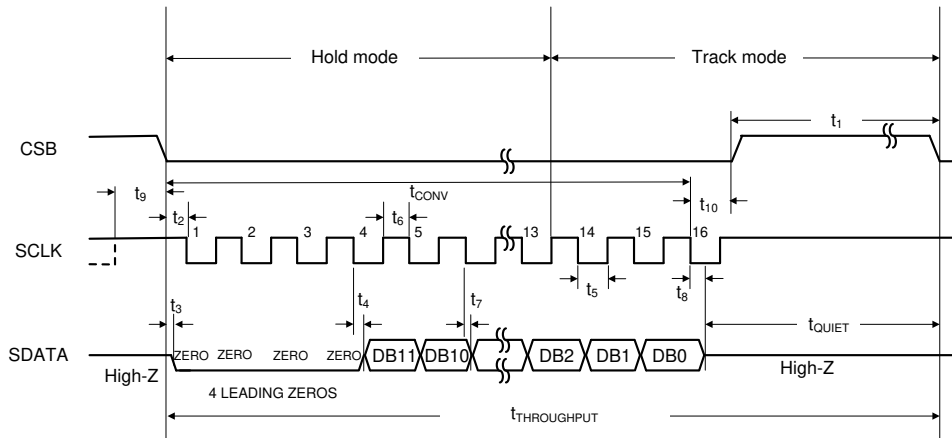 Hold mode Track mode
t1
CSB
t9 tCONV
t2 t6 t10
1 2 3 4 5 13 14 15 16
SCLK
t3 t4 t7 t5 t8
tQUIET
SDATA ZERO ZERO ZERO ZERO DB11 DB10 DB2 DB1 DB0
High-Z High-Z
4 LEADING ZEROS
tTHROUGHPUT